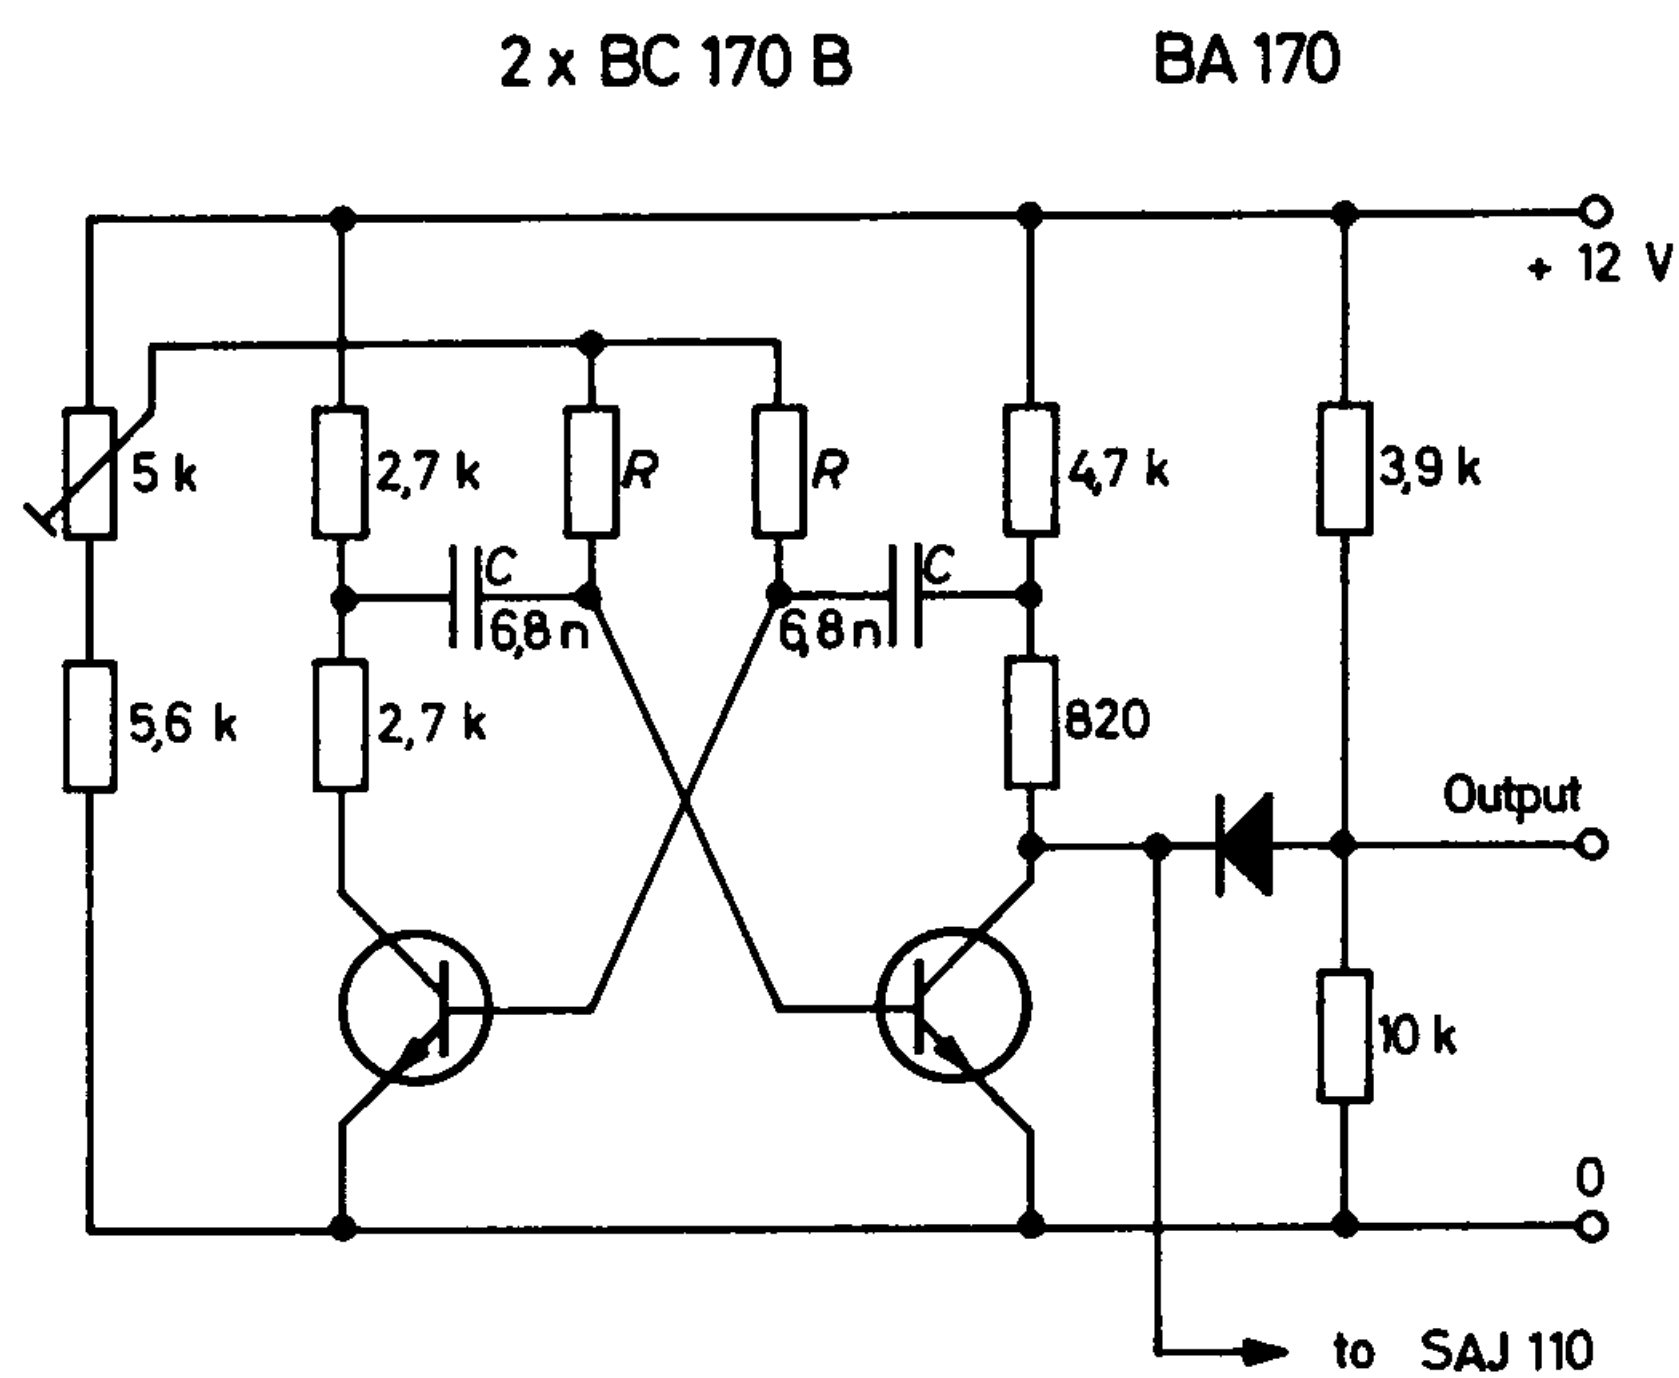 2 x BC 170 B
BA 170
+ 12 V
5 k
2,7 k
R
R
4,7 k
3,9 k
C
C
6,8 n
6,8 n
5,6 k
2,7 k
820
Output
10 k
0
to SAJ 110